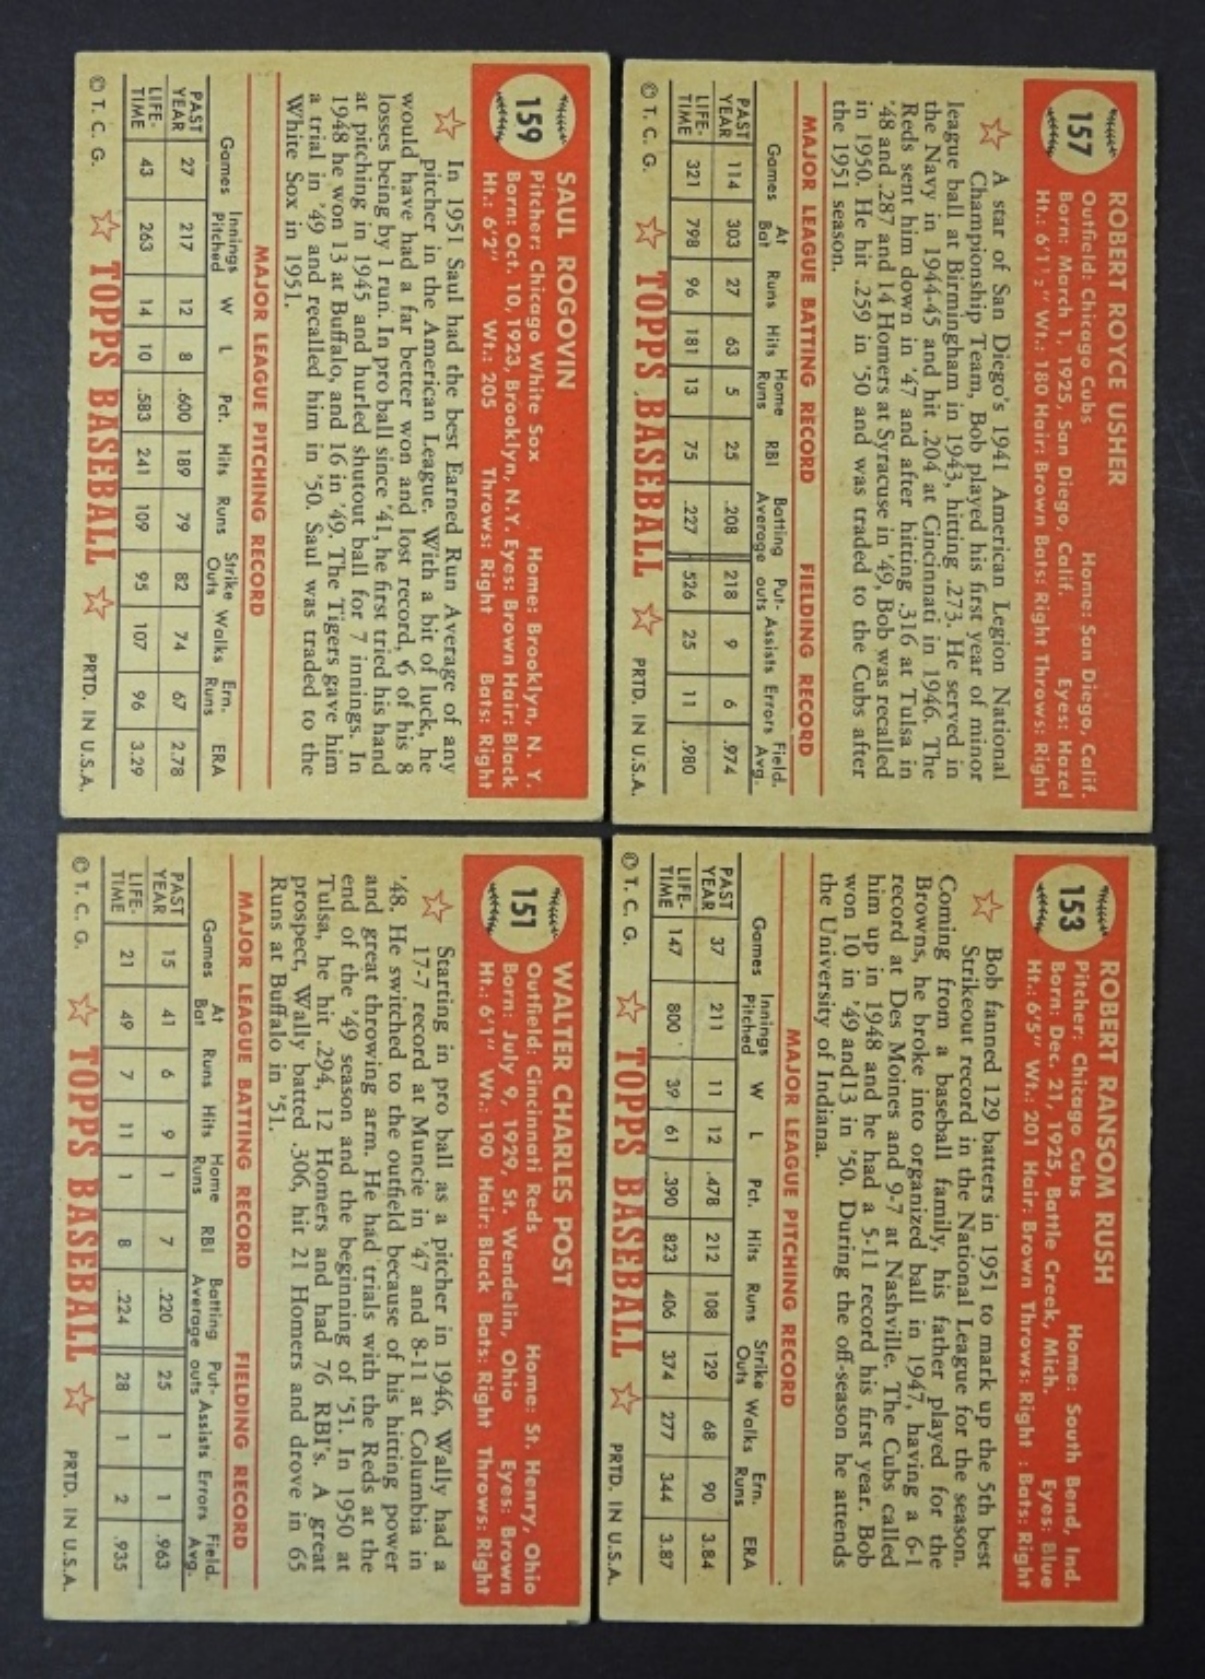 157
ROBERT ROYCE USHER
Outfield: Chicago Cubs Home: San Diego, Calif.
Born: March 1, 1925, San Diego, Calif. Eyes: Hazel
Ht.: 6'1½" Wt.: 180 Hair: Brown Bats: Right Throws: Right
A star of San Diego's 1941 American Legion National
Championship Team, Bob played his first year of minor
league ball at Birmingham in 1943, hitting .273. He served in
the Navy in 1944-45 and hit .204 at Cincinnati in 1946. The
Reds sent him down in '47 and after hitting .316 at Tulsa in
'48 and .287 and 14 Homers at Syracuse in '49, Bob was recalled
in 1950. He hit .259 in '50 and was traded to the Cubs after
the 1951 season.
MAJOR LEAGUE BATTING RECORD FIELDING RECORD
Games At Bat Runs Hits Home Runs RBI Batting Average Put-outs Assists Errors Field. Avg.
PAST YEAR 114 303 27 63 5 25 .208 218 9 6 .974
LIFE-TIME 321 798 96 181 13 75 .227 526 25 11 .980
© T. C. G. TOPPS BASEBALL PRTD. IN U.S.A.
153
ROBERT RANSOM RUSH
Pitcher: Chicago Cubs Home: South Bend, Ind.
Born: Dec. 21, 1925, Battle Creek, Mich. Eyes: Blue
Ht.: 6'5" Wt.: 201 Hair: Brown Throws: Right : Bats: Right
Bob fanned 129 batters in 1951 to mark up the 5th best
Strikeout record in the National League for the season.
Coming from a baseball family, his father played for the
Browns, he broke into organized ball in 1947, having a 6-1
record at Des Moines and 9-7 at Nashville. The Cubs called
him up in 1948 and he had a 5-11 record his first year. Bob
won 10 in '49 and13 in '50. During the off-season he attends
the University of Indiana.
MAJOR LEAGUE PITCHING RECORD
Games Innings Pitched W L Pct. Hits Runs Strike Outs Walks Ern. Runs ERA
PAST YEAR 37 211 11 12 .478 212 108 129 68 90 3.84
LIFE-TIME 147 800 39 61 .390 823 406 374 277 344 3.87
© T. C. G. TOPPS BASEBALL PRTD. IN U.S.A.
159
SAUL ROGOVIN
Pitcher: Chicago White Sox Home: Brooklyn, N. Y.
Born: Oct. 10, 1923, Brooklyn, N.Y. Eyes: Brown Hair: Black
Ht.: 6'2" Wt.: 205 Throws: Right Bats: Right
In 1951 Saul had the best Earned Run Average of any
pitcher in the American League. With a bit of luck, he
would have had a far better won and lost record, 6 of his 8
losses being by 1 run. In pro ball since '41, he first tried his hand
at pitching in 1945 and hurled shutout ball for 7 innings. In
1948 he won 13 at Buffalo, and 16 in '49. The Tigers gave him
a trial in '49 and recalled him in '50. Saul was traded to the
White Sox in 1951.
MAJOR LEAGUE PITCHING RECORD
Games Innings Pitched W L Pct. Hits Runs Strike Outs Walks Ern. Runs ERA
PAST YEAR 27 217 12 8 .600 189 79 82 74 67 2.78
LIFE-TIME 43 263 14 10 .583 241 109 95 107 96 3.29
© T. C. G. TOPPS BASEBALL PRTD. IN U.S.A.
151
WALTER CHARLES POST
Outfield: Cincinnati Reds Home: St. Henry, Ohio
Born: July 9, 1929, St. Wendelin, Ohio Eyes: Brown
Ht.: 6'1" Wt.: 190 Hair: Black Bats: Right Throws: Right
Starting in pro ball as a pitcher in 1946, Wally had a
17-7 record at Muncie in '47 and 8-11 at Columbia in
'48. He switched to the outfield because of his hitting power
and great throwing arm. He had trials with the Reds at the
end of the '49 season and the beginning of '51. In 1950 at
Tulsa, he hit .294, 12 Homers and had 76 RBI's. A great
prospect, Wally batted .306, hit 21 Homers and drove in 65
Runs at Buffalo in '51.
MAJOR LEAGUE BATTING RECORD FIELDING RECORD
Games At Bat Runs Hits Home Runs RBI Batting Average Put-outs Assists Errors Field. Avg.
PAST YEAR 15 41 6 9 1 7 .220 25 1 1 .963
LIFE-TIME 21 49 7 11 1 8 .224 28 1 2 .935
© T. C. G. TOPPS BASEBALL PRTD. IN U.S.A.